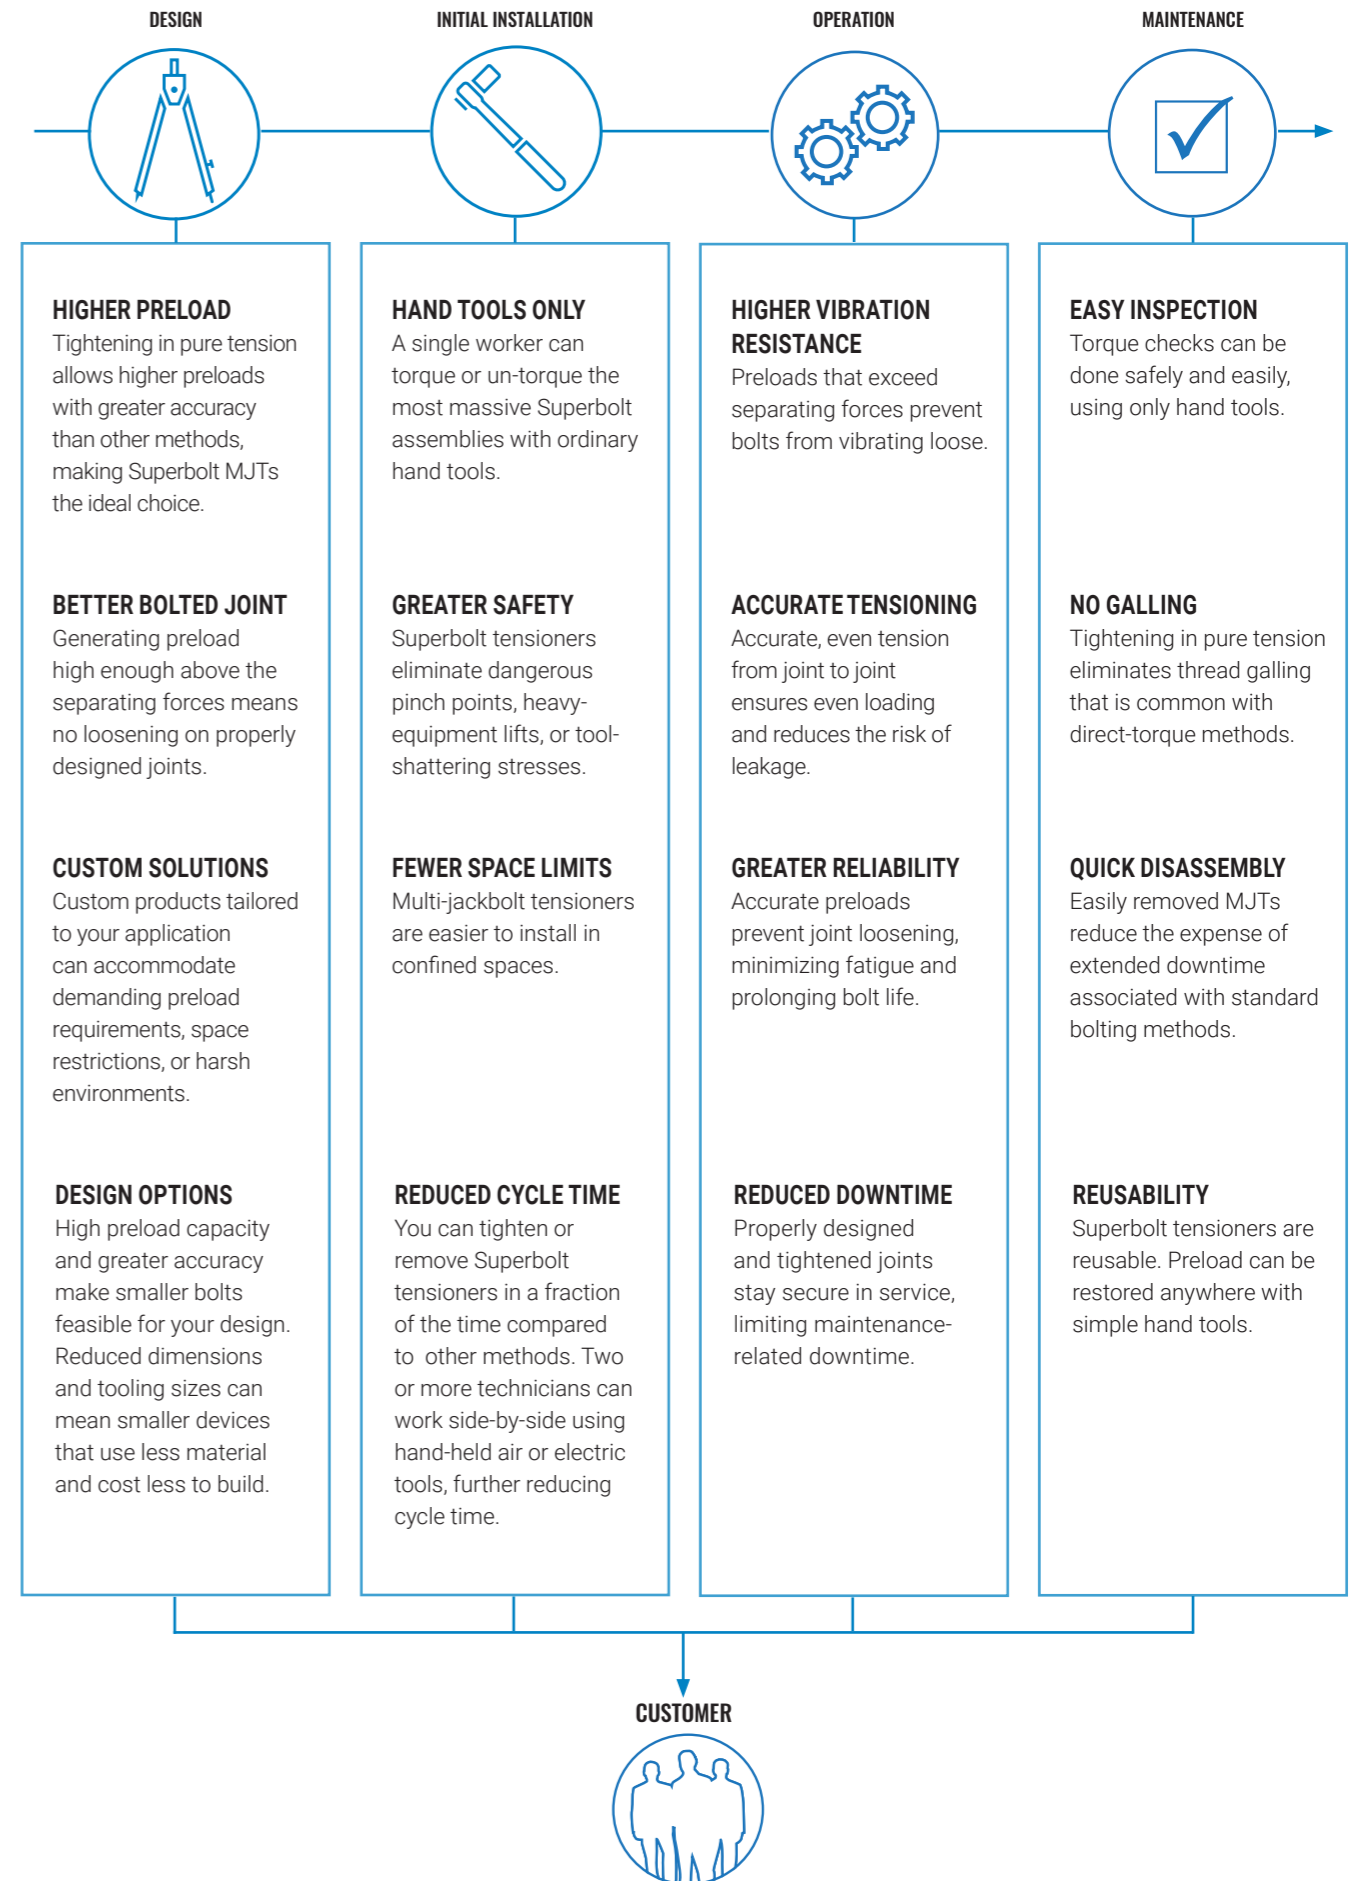 DESIGN
INITIAL INSTALLATION
OPERATION
MAINTENANCE
HIGHER PRELOAD
Tightening in pure tension
allows higher preloads
with greater accuracy
than other methods,
making Superbolt MJTs
the ideal choice.
BETTER BOLTED JOINT
Generating preload
high enough above the
separating forces means
no loosening on properly
designed joints.
CUSTOM SOLUTIONS
Custom products tailored
to your application
can accommodate
demanding preload
requirements, space
restrictions, or harsh
environments.
DESIGN OPTIONS
High preload capacity
and greater accuracy
make smaller bolts
feasible for your design.
Reduced dimensions
and tooling sizes can
mean smaller devices
that use less material
and cost less to build.
HAND TOOLS ONLY
A single worker can
torque or un-torque the
most massive Superbolt
assemblies with ordinary
hand tools.
GREATER SAFETY
Superbolt tensioners
eliminate dangerous
pinch points, heavy-
equipment lifts, or tool-
shattering stresses.
FEWER SPACE LIMITS
Multi-jackbolt tensioners
are easier to install in
confined spaces.
REDUCED CYCLE TIME
You can tighten or
remove Superbolt
tensioners in a fraction
of the time compared
to other methods. Two
or more technicians can
work side-by-side using
hand-held air or electric
tools, further reducing
cycle time.
HIGHER VIBRATION
RESISTANCE
Preloads that exceed
separating forces prevent
bolts from vibrating loose.
ACCURATE TENSIONING
Accurate, even tension
from joint to joint
ensures even loading
and reduces the risk of
leakage.
GREATER RELIABILITY
Accurate preloads
prevent joint loosening,
minimizing fatigue and
prolonging bolt life.
REDUCED DOWNTIME
Properly designed
and tightened joints
stay secure in service,
limiting maintenance-
related downtime.
EASY INSPECTION
Torque checks can be
done safely and easily,
using only hand tools.
NO GALLING
Tightening in pure tension
eliminates thread galling
that is common with
direct-torque methods.
QUICK DISASSEMBLY
Easily removed MJTs
reduce the expense of
extended downtime
associated with standard
bolting methods.
REUSABILITY
Superbolt tensioners are
reusable. Preload can be
restored anywhere with
simple hand tools.
CUSTOMER